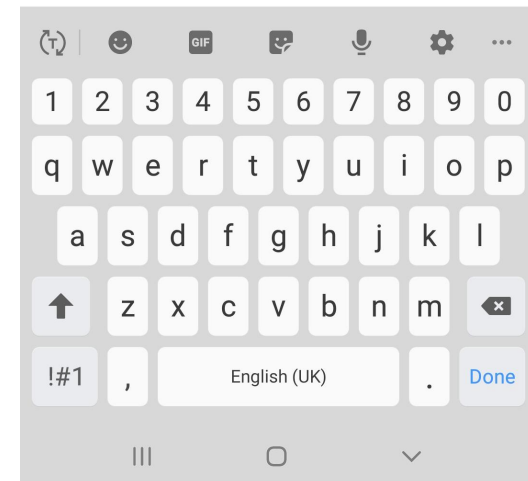 T GIF
1 2 3 4 5 6 7 8 9 0
q w e r t y u i o p
a s d f g h j k l
z x c v b n m
!#1 , English (UK) . Done